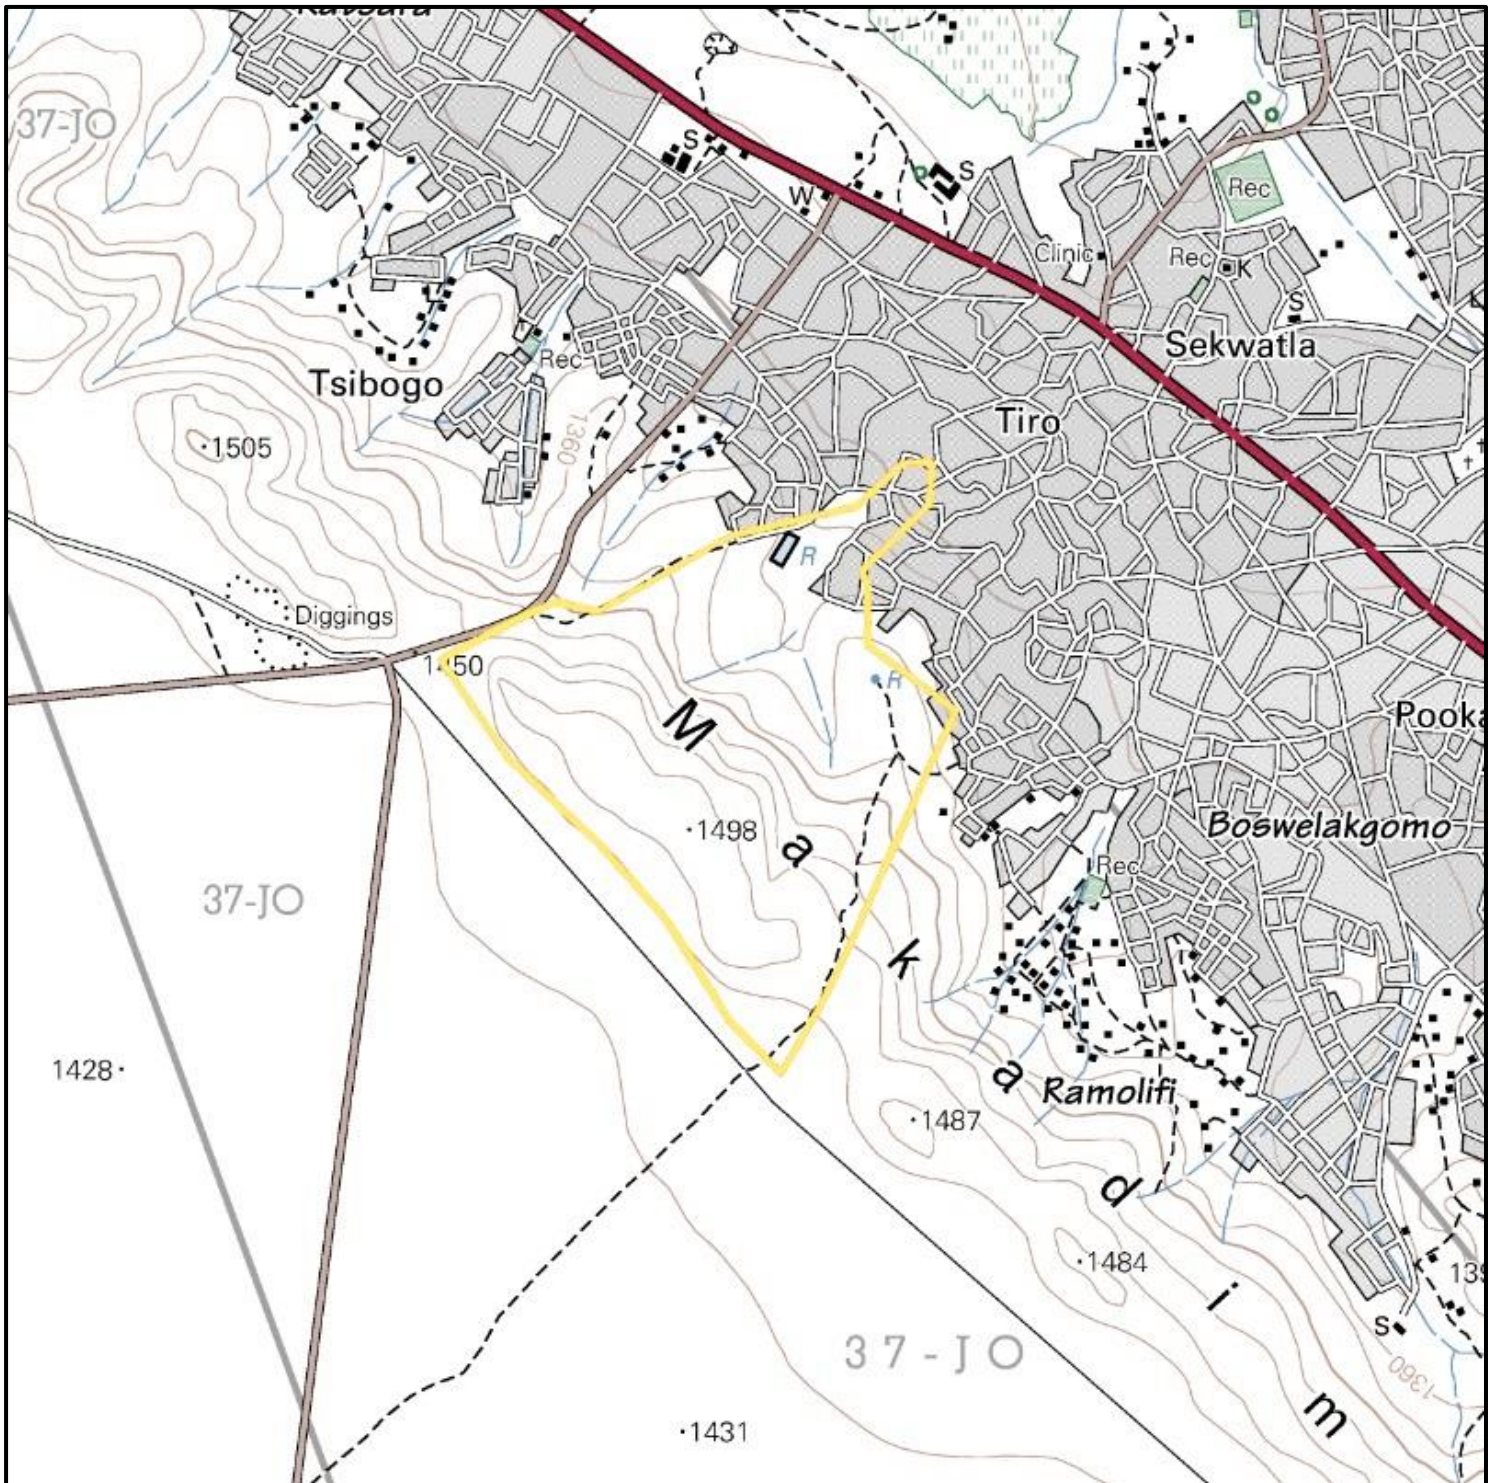 37-JO
S
S
W
Rec
Clinic
Rec
K
S
Sekwatla
Rec
Tsibogo
Tiro
1360
1505
R
Diggings
1450
R
M
Pooka
1498
a
Boswelakgomo
Rec
37-JO
k
1428
a
Ramolifi
1487
d
1484
i
S
37-JO
1360
m
1431